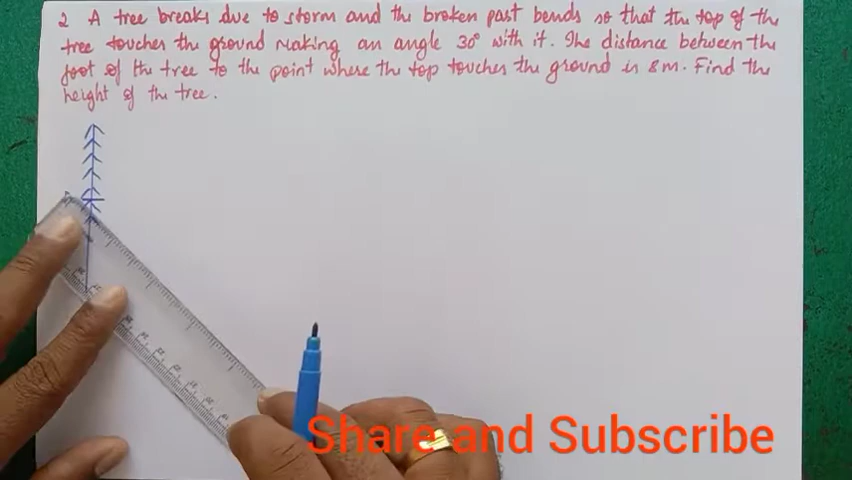 2 A tree breaks due to storm and the broken part bends so that the top of the
tree touches the ground making an angle 30° with it. The distance between the
foot of the tree to the point where the top touches the ground is 8m. Find the
height of the tree.
Share and Subscribe